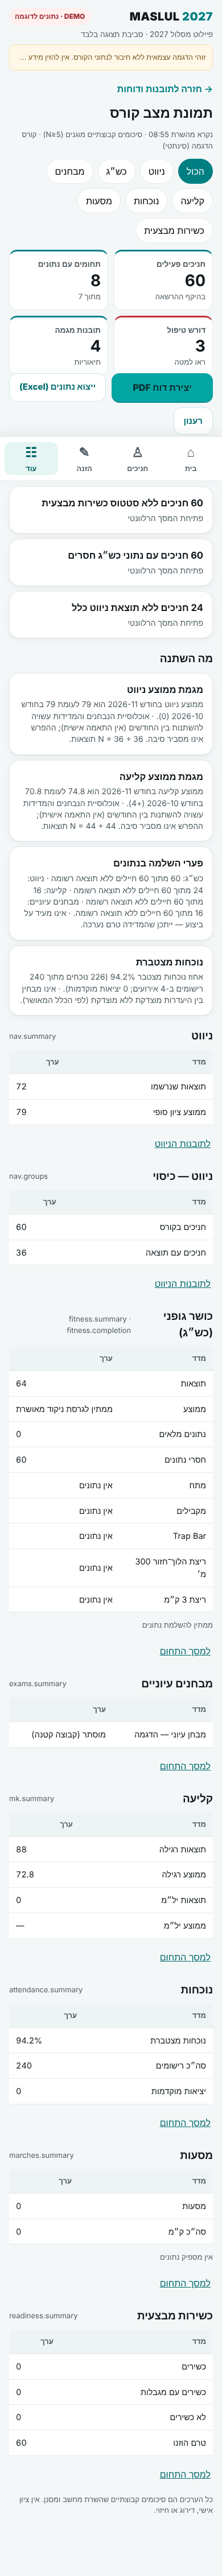 MASLUL 2027
DEMO · נתונים לדוגמה
פיילוט מסלול 2027 · סביבת תצוגה בלבד
זוהי הדגמה עצמאית ללא חיבור לנתוני הקורס. אין להזין מידע ...
→ חזרה לתובנות ודוחות
תמונת מצב קורס
נקרא מהשרת 08:55 · סיכומים קבוצתיים מוגנים (N≥5) · קורס הדגמה (סינתטי)
הכול
ניווט
כש״ג
מבחנים
קליעה
נוכחות
מסעות
כשירות מבצעית
חניכים פעילים
60
בהיקף ההרשאה
תחומים עם נתונים
8
מתוך 7
דורש טיפול
3
ראו למטה
תובנות מגמה
4
תיאוריות
יצירת דוח PDF
ייצוא נתונים (Excel)
רענון
בית
חניכים
הזנה
עוד
60 חניכים ללא סטטוס כשירות מבצעית
פתיחת המסך הרלוונטי
60 חניכים עם נתוני כש״ג חסרים
פתיחת המסך הרלוונטי
24 חניכים ללא תוצאת ניווט כלל
פתיחת המסך הרלוונטי
מה השתנה
מגמת ממוצע ניווט
ממוצע ניווט בחודש 2026-11 הוא 79 לעומת 79 בחודש 2026-10 (0). · אוכלוסיית הנבחנים והמדידות עשויה להשתנות בין החודשים (אין התאמה אישית); ההפרש אינו מסביר סיבה. N = 36 + 36 תוצאות.
מגמת ממוצע קליעה
ממוצע קליעה בחודש 2026-11 הוא 74.8 לעומת 70.8 בחודש 2026-10 (+4). · אוכלוסיית הנבחנים והמדידות עשויה להשתנות בין החודשים (אין התאמה אישית); ההפרש אינו מסביר סיבה. N = 44 + 44 תוצאות.
פערי השלמה בנתונים
כש״ג: 60 מתוך 60 חיילים ללא תוצאה רשומה · ניווט: 24 מתוך 60 חיילים ללא תוצאה רשומה · קליעה: 16 מתוך 60 חיילים ללא תוצאה רשומה · מבחנים עיוניים: 16 מתוך 60 חיילים ללא תוצאה רשומה. · אינו מעיד על ביצוע — ייתכן שהמדידה טרם נערכה.
נוכחות מצטברת
אחוז נוכחות מצטבר 94.2% (226 נוכחים מתוך 240 רישומים ב-4 אירועים; 0 יציאות מוקדמות). · אינו מבחין בין היעדרות מוצדקת ללא מוצדקת (לפי הכלל המאושר).
ניווט
nav.summary
מדד
ערך
תוצאות שנרשמו
72
ממוצע ציון סופי
79
לתובנות הניווט
ניווט — כיסוי
nav.groups
מדד
ערך
חניכים בקורס
60
חניכים עם תוצאה
36
לתובנות הניווט
כושר גופני (כש״ג)
fitness.summary · fitness.completion
מדד
ערך
תוצאות
64
ממוצע
ממתין לגרסת ניקוד מאושרת
נתונים מלאים
0
חסרי נתונים
60
מתח
אין נתונים
מקבילים
אין נתונים
Trap Bar
אין נתונים
ריצת הלוך־חזור 300 מ׳
אין נתונים
ריצת 3 ק״מ
אין נתונים
ממתין להשלמת נתונים
למסך התחום
מבחנים עיוניים
exams.summary
מדד
ערך
מבחן עיוני — הדגמה
מוסתר (קבוצה קטנה)
למסך התחום
קליעה
mk.summary
מדד
ערך
תוצאות רגילה
88
ממוצע רגילה
72.8
תוצאות יל״מ
0
ממוצע יל״מ
—
למסך התחום
נוכחות
attendance.summary
מדד
ערך
נוכחות מצטברת
94.2%
סה״כ רישומים
240
יציאות מוקדמות
0
למסך התחום
מסעות
marches.summary
מדד
ערך
מסעות
0
סה״כ ק״מ
0
אין מספיק נתונים
למסך התחום
כשירות מבצעית
readiness.summary
מדד
ערך
כשירים
0
כשירים עם מגבלות
0
לא כשירים
0
טרם הוזנו
60
למסך התחום
כל הערכים הם סיכומים קבוצתיים שהשרת מחשב ומסנן. אין ציון אישי, דירוג או חיזוי.